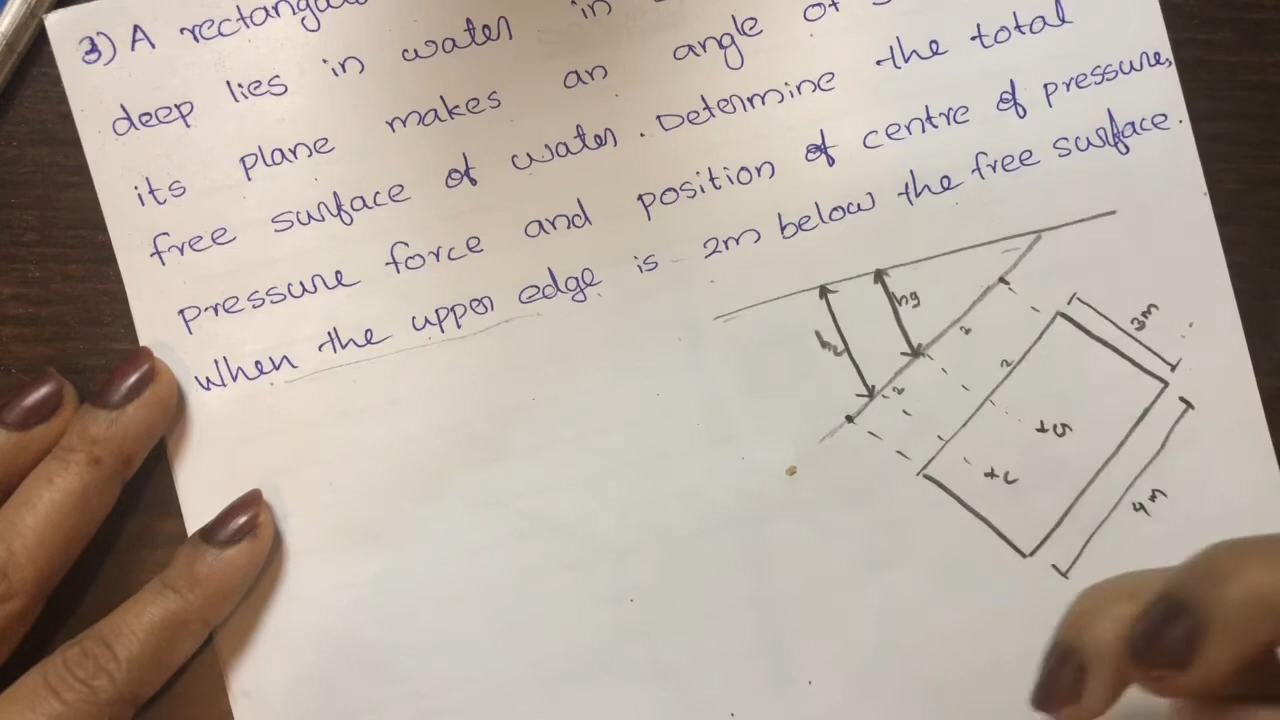 3) A
deep lies in water in
its plane makes an angle of
free surface of water. Determine the total
pressure force and position of centre of pressure,
when the upper edge is 2m below the free surface.
hg
hc
2
2
2
3m
4m
+G
+C